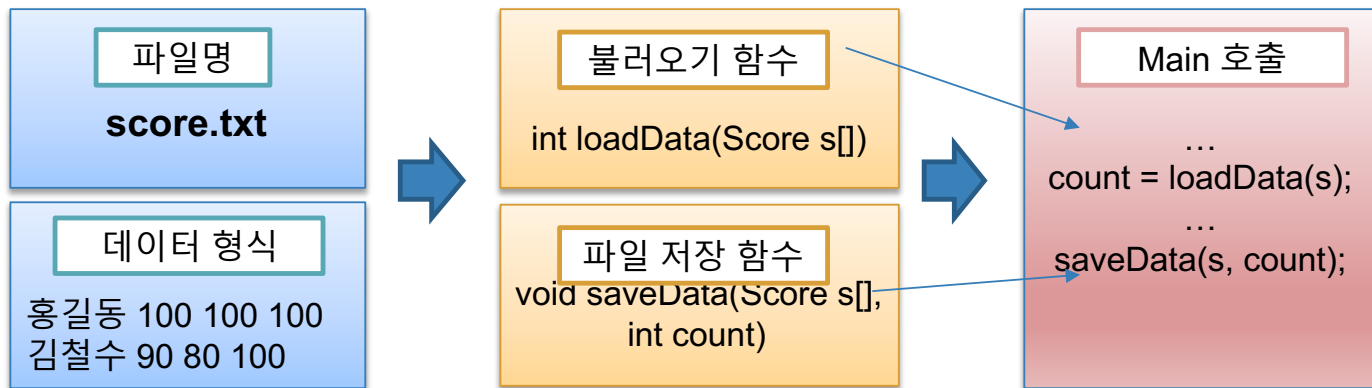 파일명
score.txt
데이터 형식
홍길동 100 100 100
김철수 90 80 100
불러오기 함수
int loadData(Score s[])
파일 저장 함수
void saveData(Score s[],
int count)
Main 호출
…
count = loadData(s);
…
saveData(s, count);